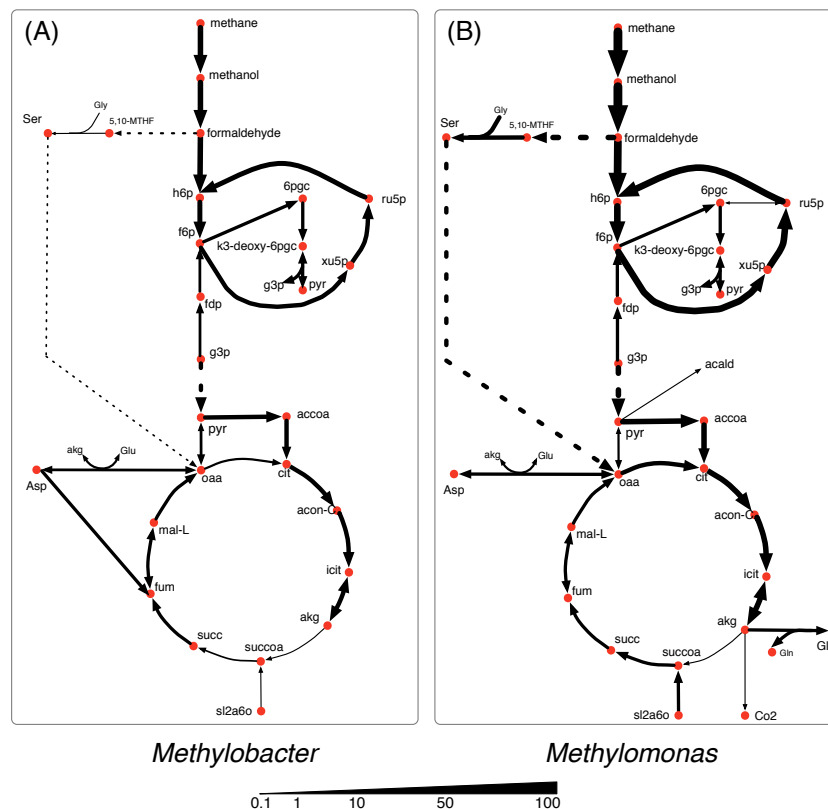 (A)
methane
methanol
Gly
Ser
5,10-MTHF
formaldehyde
h6p
6pgc
ru5p
f6p
k3-deoxy-6pgc
xu5p
g3p
pyr
fdp
g3p
pyr
accoa
akg
Glu
Asp
oaa
cit
acon-C
mal-L
icit
fum
akg
succ
succoa
sl2a6o
Methylobacter
(B)
methane
methanol
Gly
Ser
5,10-MTHF
formaldehyde
h6p
6pgc
ru5p
f6p
k3-deoxy-6pgc
xu5p
g3p
pyr
fdp
g3p
acald
pyr
accoa
akg
Glu
Asp
oaa
cit
acon-C
mal-L
icit
fum
akg
succ
succoa
Gln
Gl
sl2a6o
Co2
Methylomonas
0.1 1 10 50 100